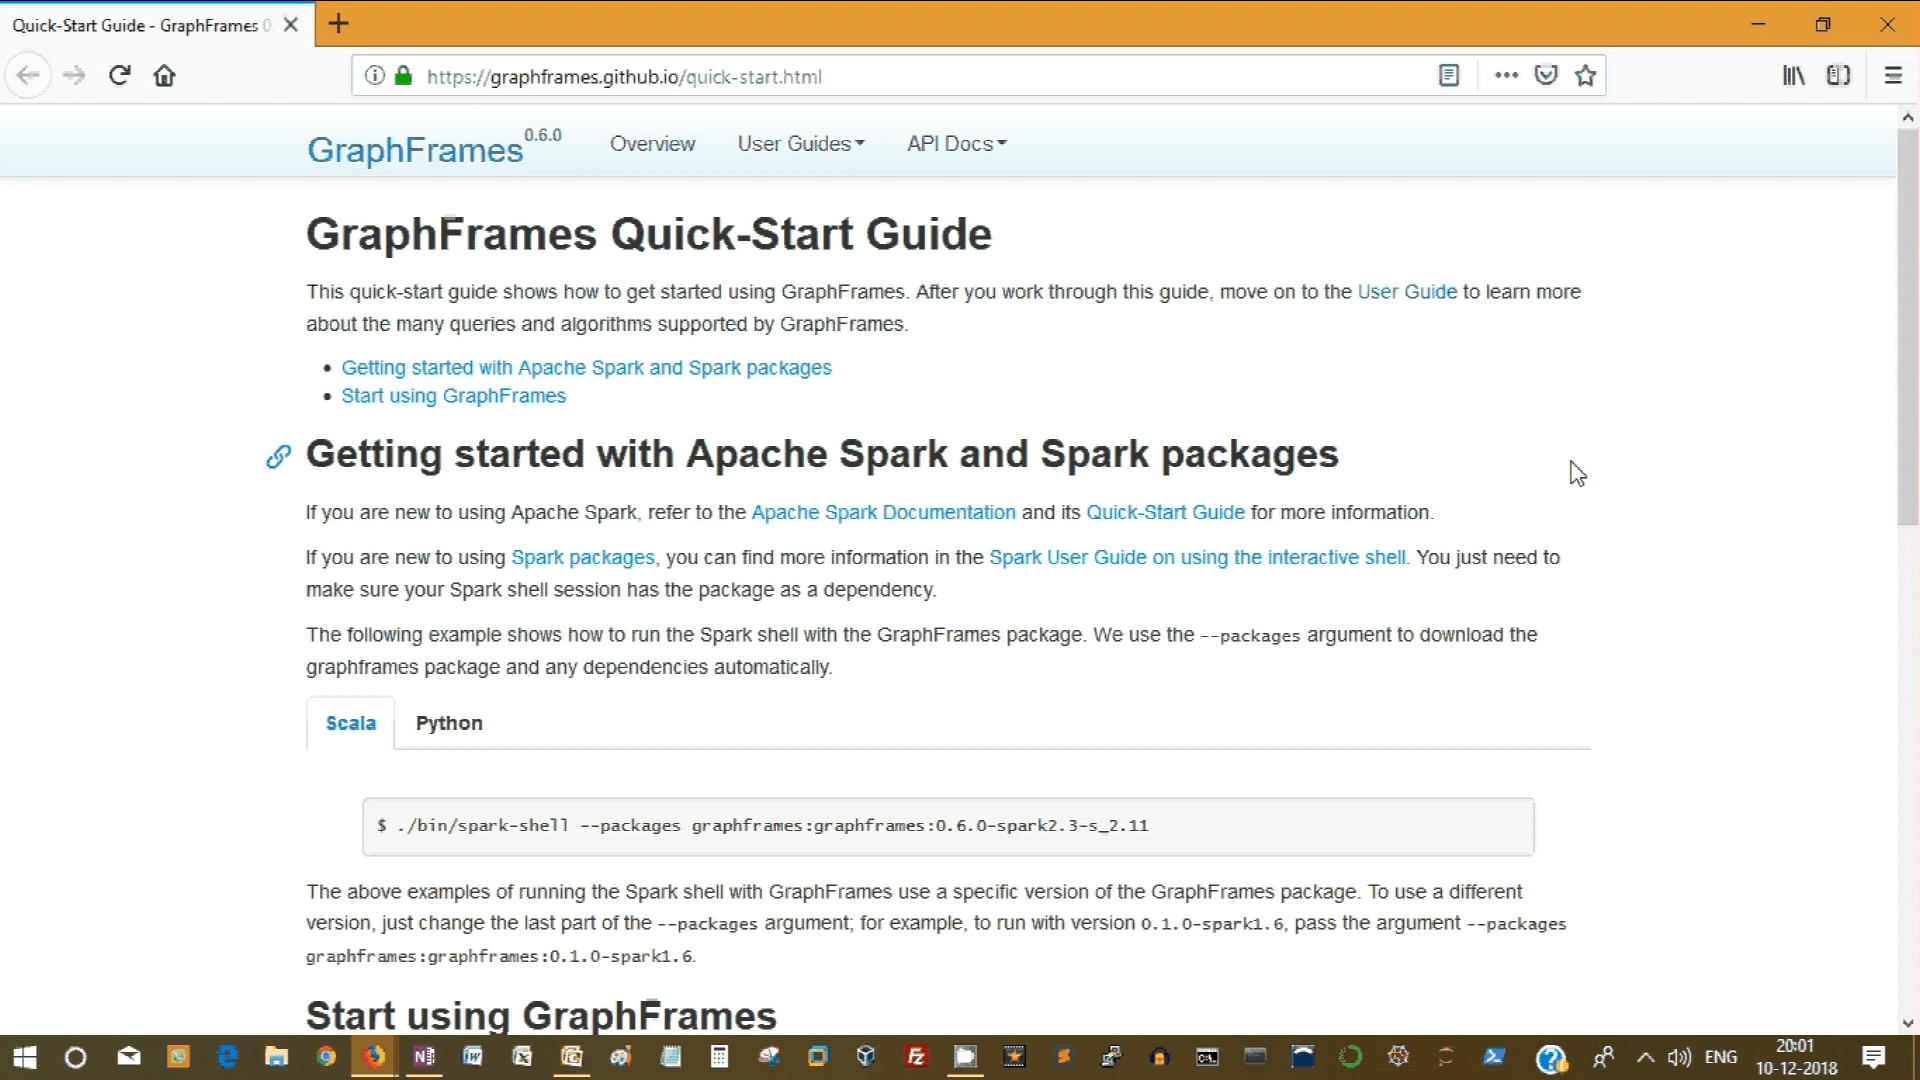 Quick-Start Guide - GraphFrames 0
https://graphframes.github.io/quick-start.html
GraphFrames 0.6.0 Overview User Guides API Docs
GraphFrames Quick-Start Guide
This quick-start guide shows how to get started using GraphFrames. After you work through this guide, move on to the User Guide to learn more
about the many queries and algorithms supported by GraphFrames.
• Getting started with Apache Spark and Spark packages
• Start using GraphFrames
Getting started with Apache Spark and Spark packages
If you are new to using Apache Spark, refer to the Apache Spark Documentation and its Quick-Start Guide for more information.
If you are new to using Spark packages, you can find more information in the Spark User Guide on using the interactive shell. You just need to
make sure your Spark shell session has the package as a dependency.
The following example shows how to run the Spark shell with the GraphFrames package. We use the --packages argument to download the
graphframes package and any dependencies automatically.
Scala Python
$ ./bin/spark-shell --packages graphframes:graphframes:0.6.0-spark2.3-s_2.11
The above examples of running the Spark shell with GraphFrames use a specific version of the GraphFrames package. To use a different
version, just change the last part of the --packages argument; for example, to run with version 0.1.0-spark1.6, pass the argument --packages
graphframes:graphframes:0.1.0-spark1.6.
Start using GraphFrames
ENG
20:01
10-12-2018